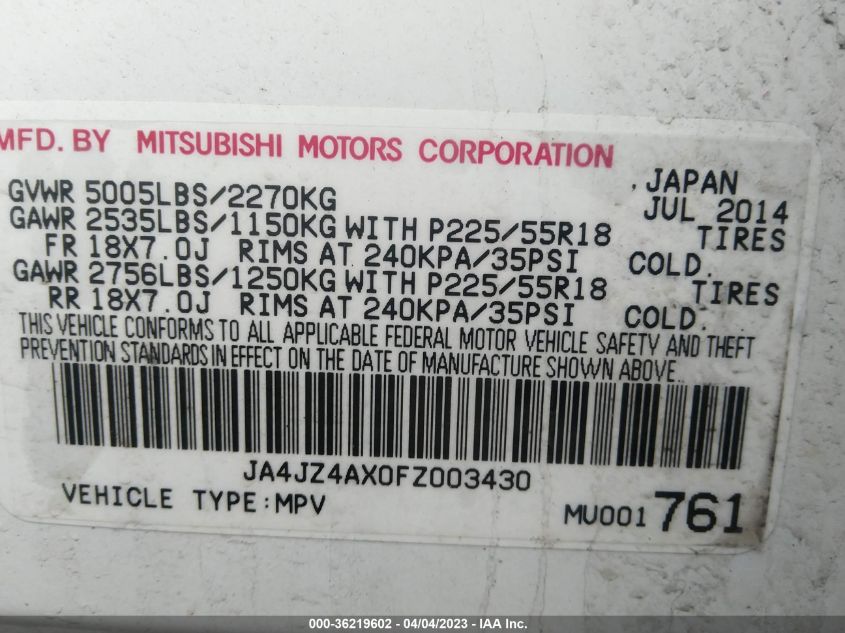 MFD. BY MITSUBISHI MOTORS CORPORATION
JAPAN
GVWR 5005LBS/2270KG JUL 2014
GAWR 2535LBS/1150KG WITH P225/55R18 TIRES
FR 18X7.0J RIMS AT 240KPA/35PSI COLD.
GAWR 2756LBS/1250KG WITH P225/55R18 TIRES
RR 18X7.0J RIMS AT 240KPA/35PSI COLD.
THIS VEHICLE CONFORMS TO ALL APPLICABLE FEDERAL MOTOR VEHICLE SAFETY AND THEFT
PREVENTION STANDARDS IN EFFECT ON THE DATE OF MANUFACTURE SHOWN ABOVE.
JA4JZ4AX0FZ003430
VEHICLE TYPE:MPV MU001 761
000-36219602 - 04/04/2023 - IAA Inc.